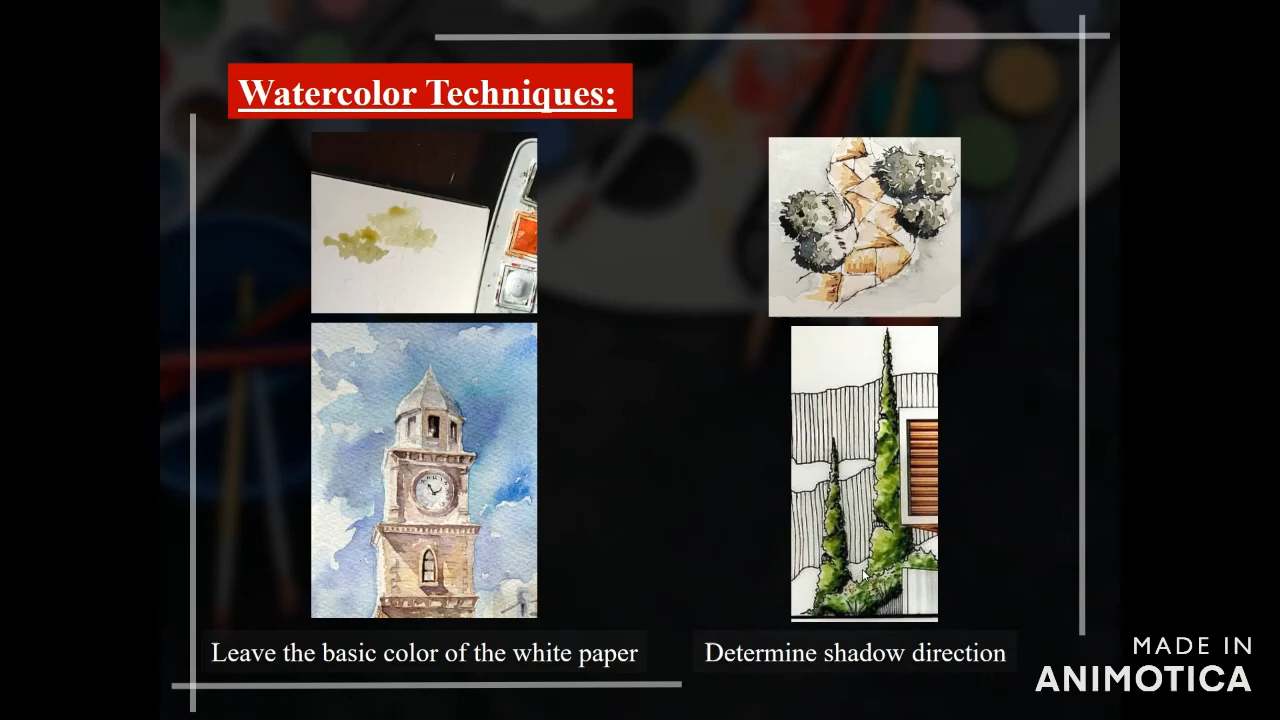 Watercolor Techniques:
Leave the basic color of the white paper
Determine shadow direction
MADE IN
ANIMOTICA